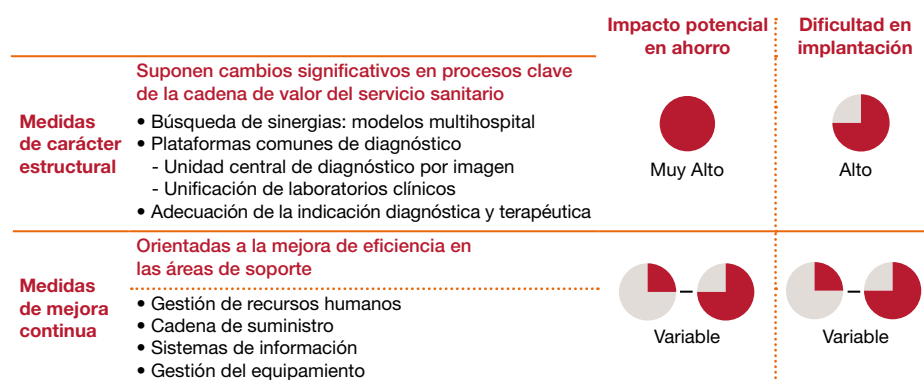 Impacto potencial
en ahorro
Dificultad en
implantación
Medidas
de carácter
estructural
Suponen cambios significativos en procesos clave
de la cadena de valor del servicio sanitario
• Búsqueda de sinergias: modelos multihospital
• Plataformas comunes de diagnóstico
- Unidad central de diagnóstico por imagen
- Unificación de laboratorios clínicos
• Adecuación de la indicación diagnóstica y terapéutica
Muy Alto
Alto
Medidas
de mejora
continua
Orientadas a la mejora de eficiencia en
las áreas de soporte
• Gestión de recursos humanos
• Cadena de suministro
• Sistemas de información
• Gestión del equipamiento
–
Variable
–
Variable